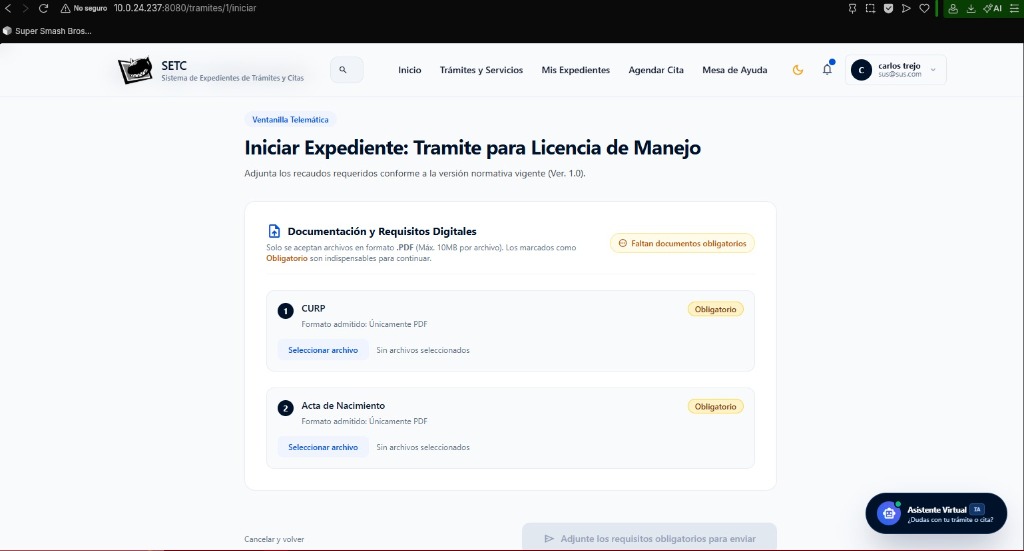 No seguro 10.0.24.237:8080/tramites/1/iniciar
AI
Super Smash Bros...
SETC
Sistema de Expedientes de Trámites y Citas
Inicio Trámites y Servicios Mis Expedientes Agendar Cita Mesa de Ayuda
C
carlos trejo
sus@sus.com
Ventanilla Telemática
Iniciar Expediente: Tramite para Licencia de Manejo
Adjunta los recaudos requeridos conforme a la versión normativa vigente (Ver. 1.0).
Documentación y Requisitos Digitales
Solo se aceptan archivos en formato .PDF (Máx. 10MB por archivo). Los marcados como
Obligatorio son indispensables para continuar.
Faltan documentos obligatorios
1 CURP Obligatorio
Formato admitido: Únicamente PDF
Seleccionar archivo Sin archivos seleccionados
2 Acta de Nacimiento Obligatorio
Formato admitido: Únicamente PDF
Seleccionar archivo Sin archivos seleccionados
Asistente Virtual IA
¿Dudas con tu trámite o cita?
Cancelar y volver
Adjunte los requisitos obligatorios para enviar